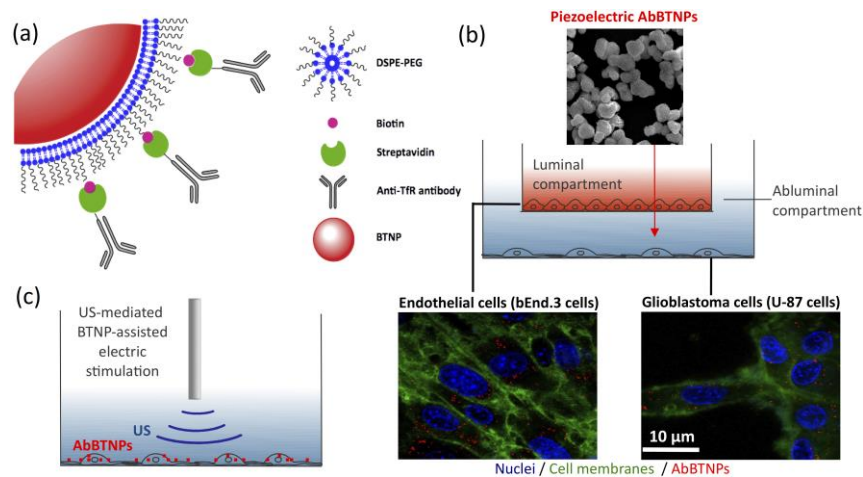 (a)
DSPE-PEG
Biotin
Streptavidin
Anti-TfR antibody
BTNP
(b)
Piezoelectric AbBTNPs
Luminal
compartment
Abluminal
compartment
Endothelial cells (bEnd.3 cells)
Glioblastoma cells (U-87 cells)
10 µm
Nuclei / Cell membranes / AbBTNPs
(c)
US-mediated
BTNP-assisted
electric
stimulation
US
AbBTNPs